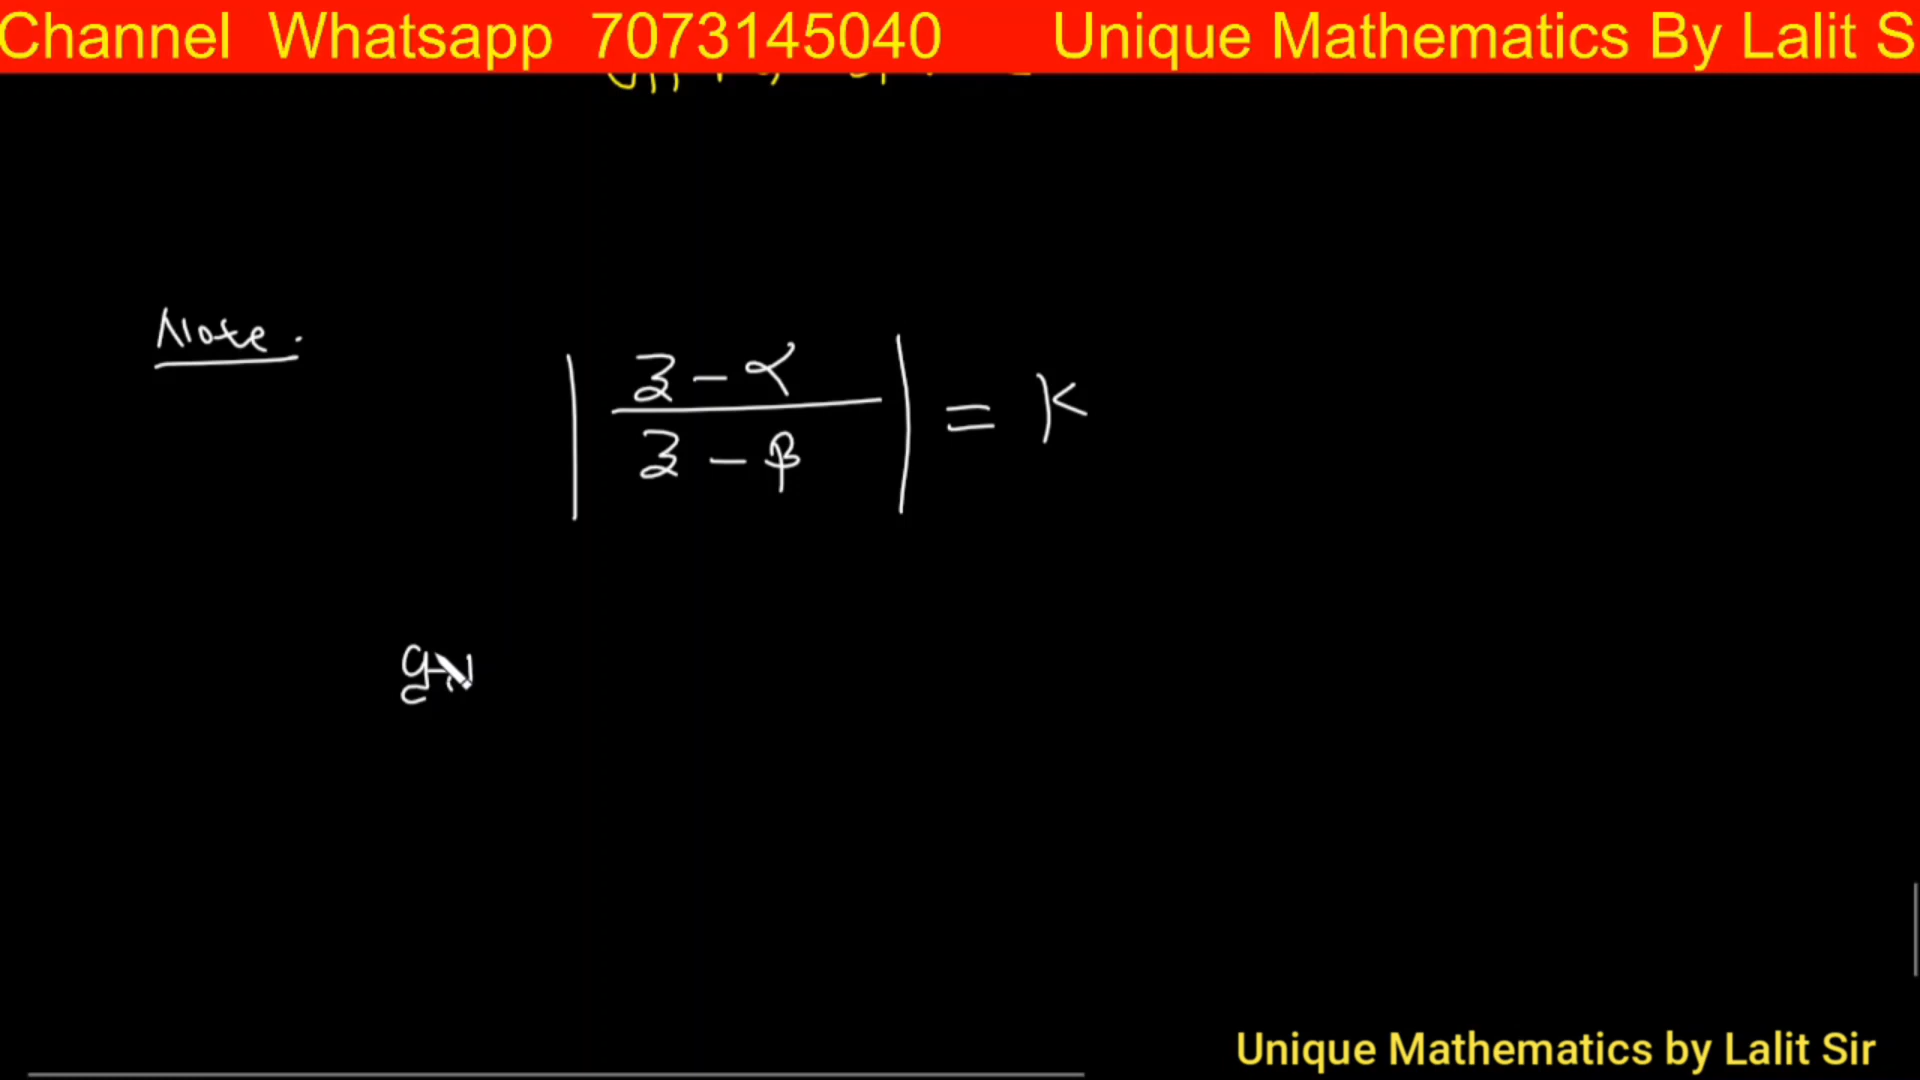 Channel Whatsapp 7073145040 Unique Mathematics By Lalit S
Note.
| z - α / z - β | = K
Unique Mathematics by Lalit Sir